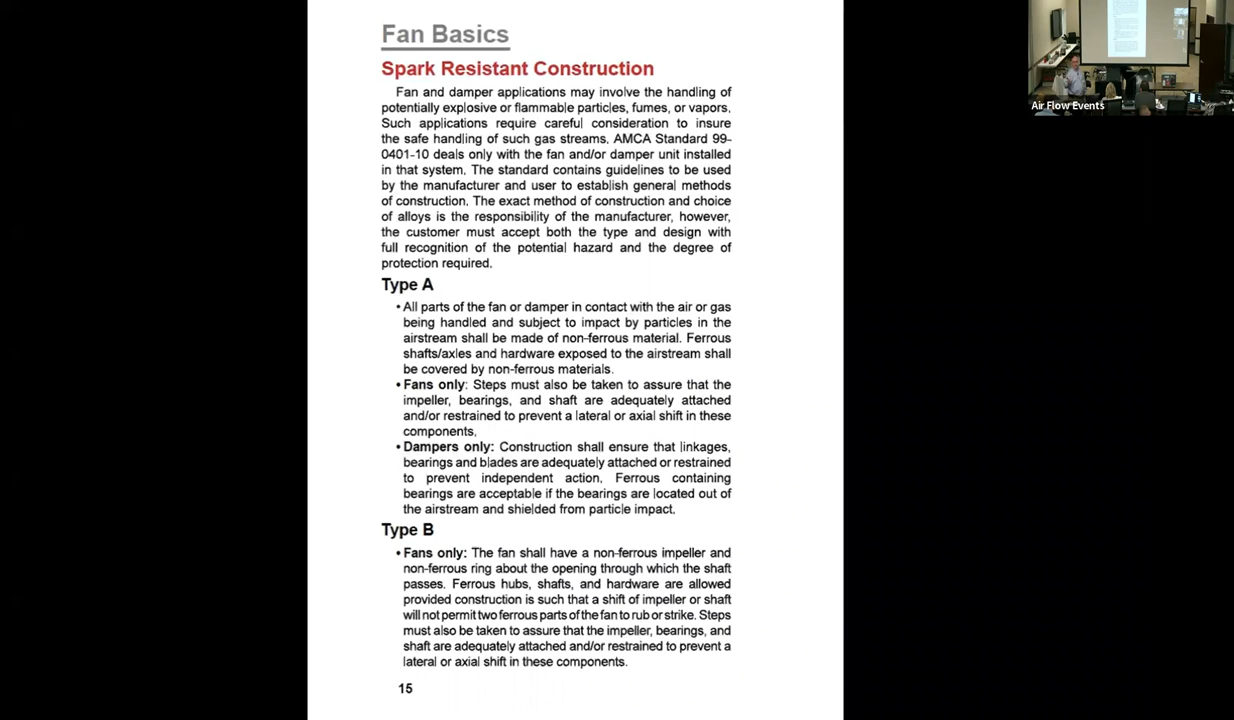 Fan Basics
Spark Resistant Construction
Fan and damper applications may involve the handling of
potentially explosive or flammable particles, fumes, or vapors.
Such applications require careful consideration to insure
the safe handling of such gas streams. AMCA Standard 99-
0401-10 deals only with the fan and/or damper unit installed
in that system. The standard contains guidelines to be used
by the manufacturer and user to establish general methods
of construction. The exact method of construction and choice
of alloys is the responsibility of the manufacturer, however,
the customer must accept both the type and design with
full recognition of the potential hazard and the degree of
protection required.
Type A
• All parts of the fan or damper in contact with the air or gas
being handled and subject to impact by particles in the
airstream shall be made of non-ferrous material. Ferrous
shafts/axles and hardware exposed to the airstream shall
be covered by non-ferrous materials.
• Fans only: Steps must also be taken to assure that the
impeller, bearings, and shaft are adequately attached
and/or restrained to prevent a lateral or axial shift in these
components.
• Dampers only: Construction shall ensure that linkages,
bearings and blades are adequately attached or restrained
to prevent independent action. Ferrous containing
bearings are acceptable if the bearings are located out of
the airstream and shielded from particle impact.
Type B
• Fans only: The fan shall have a non-ferrous impeller and
non-ferrous ring about the opening through which the shaft
passes. Ferrous hubs, shafts, and hardware are allowed
provided construction is such that a shift of impeller or shaft
will not permit two ferrous parts of the fan to rub or strike. Steps
must also be taken to assure that the impeller, bearings, and
shaft are adequately attached and/or restrained to prevent a
lateral or axial shift in these components.
15
Air Flow Events